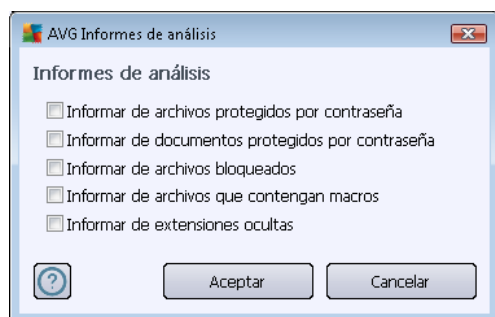 AVG Informes de análisis
Informes de análisis
Informar de archivos protegidos por contraseña
Informar de documentos protegidos por contraseña
Informar de archivos bloqueados
Informar de archivos que contengan macros
Informar de extensiones ocultas
?
Aceptar
Cancelar